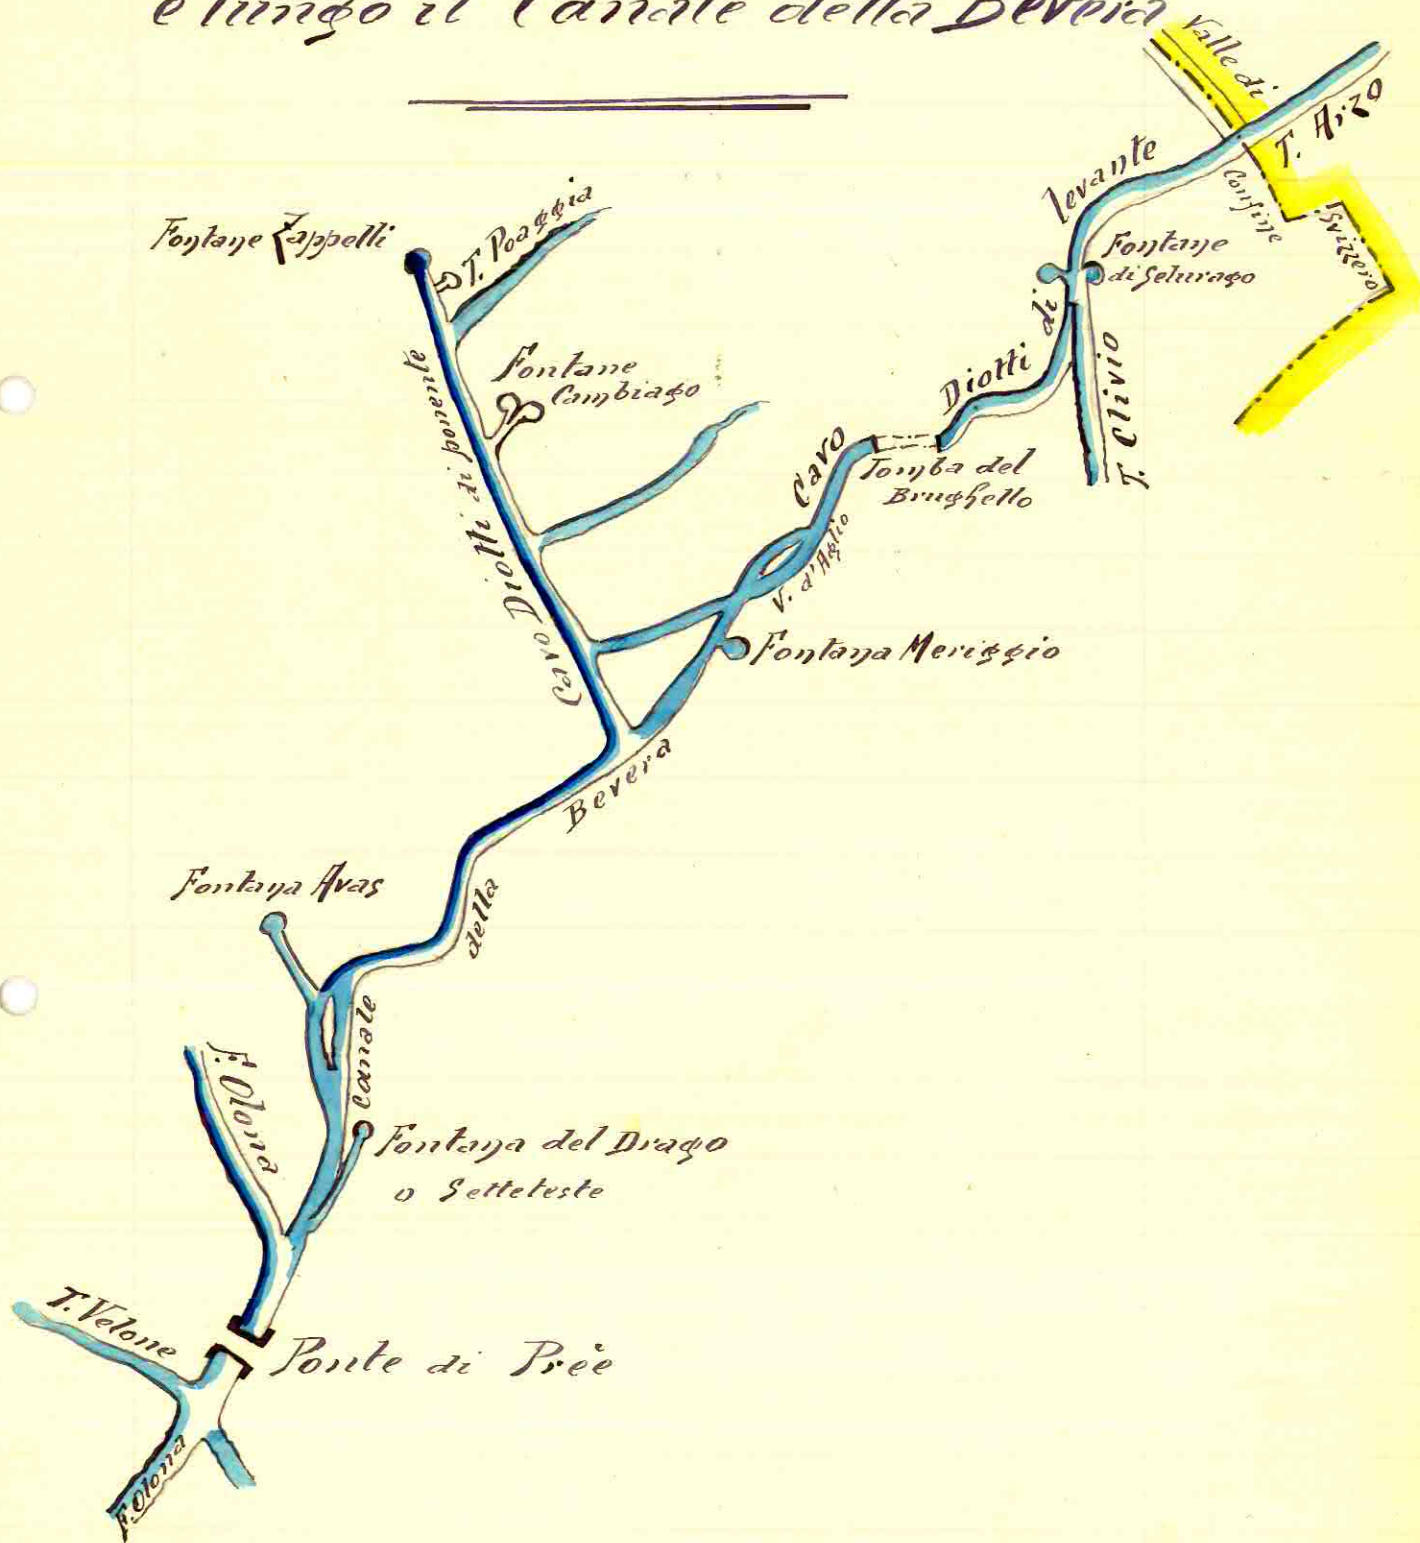 e lungo il Canale della Bevera
Valle di
T. Arzo
Confine
Svizzero
levante
Fontane
di Selurago
di
T. Clivio
Diotti
Fontane Zappelli
T. Poaggia
Fontane
Cambiago
Cavo
Tomba del
Brughello
V. d'Aglio
Cavo Diotti di ponente
Fontana Meriggio
Bevera
Fontana Avas
della
Canale
F. Olona
Fontana del Drago
o Setteteste
T. Velone
Ponte di Prèe
F. Olona